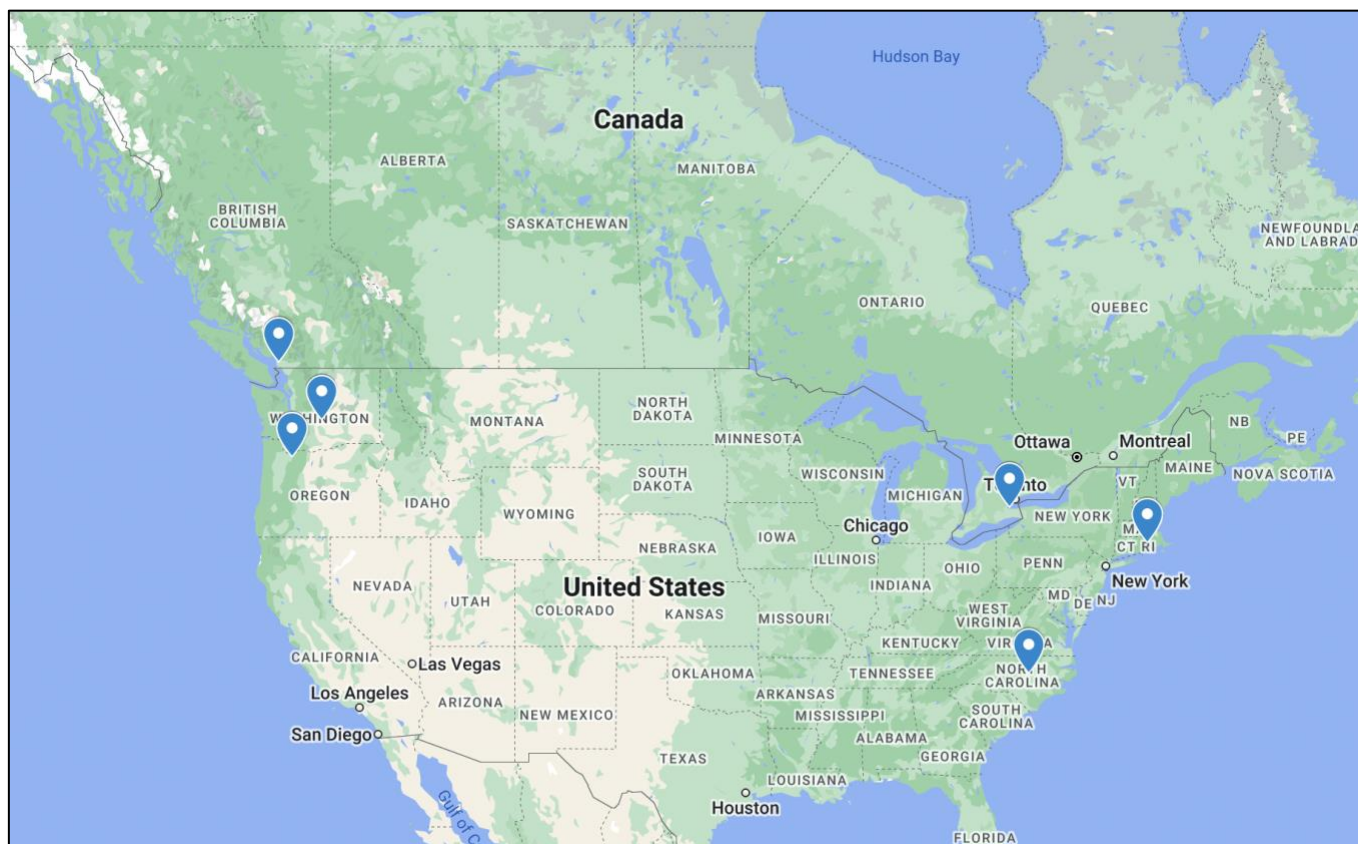 Hudson Bay
Canada
ALBERTA
MANITOBA
BRITISH
COLUMBIA
SASKATCHEWAN
NEWFOUNDLA
AND LABRAD
ONTARIO
QUEBEC
WASHINGTON
MONTANA
NORTH
DAKOTA
MINNESOTA
Ottawa
Montreal
NB
PE
MAINE
NOVA SCOTIA
VT
OREGON
IDAHO
SOUTH
DAKOTA
WISCONSIN
MICHIGAN
NEW YORK
WYOMING
Chicago
IOWA
NEBRASKA
ILLINOIS
INDIANA
OHIO
PENN
CT RI
New York
NEVADA
UTAH
United States
COLORADO
KANSAS
MISSOURI
WEST
VIRGINIA
MD
DE
NJ
KENTUCKY
CALIFORNIA
Las Vegas
OKLAHOMA
TENNESSEE
NORTH
CAROLINA
Los Angeles
ARIZONA
NEW MEXICO
ARKANSAS
MISSISSIPPI
SOUTH
CAROLINA
San Diego
ALABAMA
GEORGIA
TEXAS
LOUISIANA
Houston
Gulf of C
FLORIDA